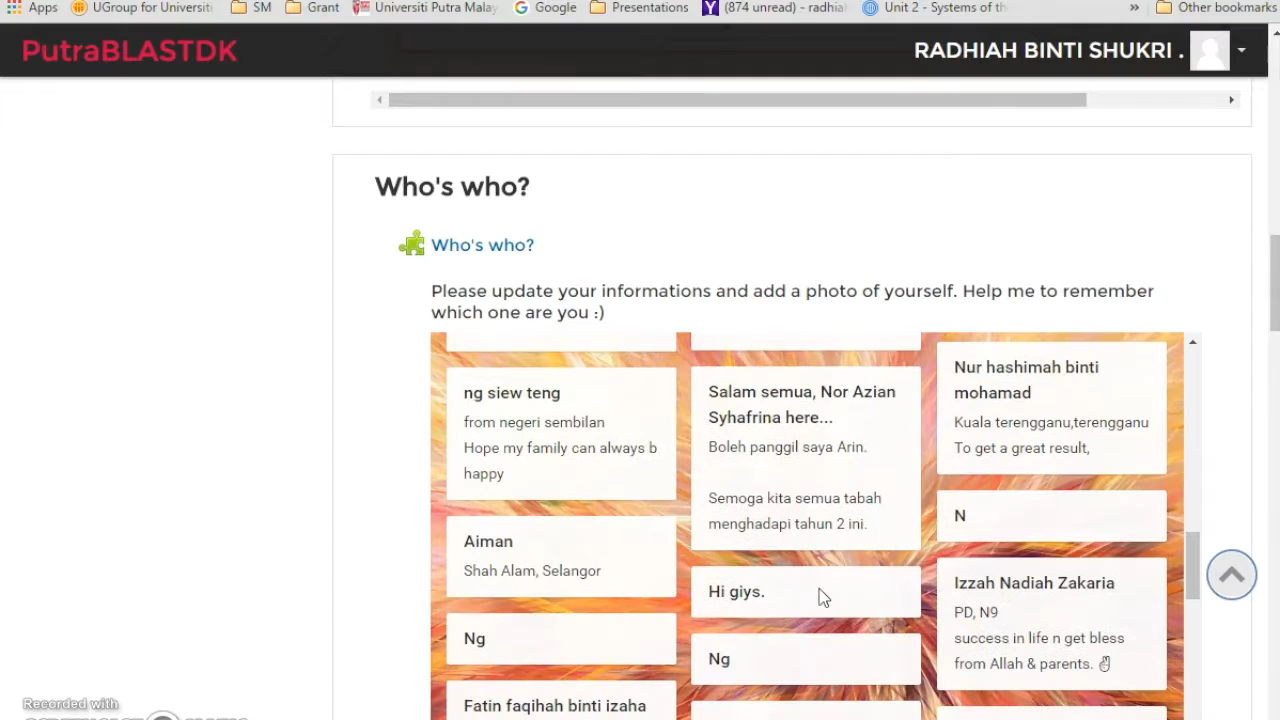 Apps UGroup for Universiti SM Grant Universiti Putra Malay Google Presentations (874 unread) - radhia Unit 2 - Systems of th » Other bookmarks
PutraBLASTDK
RADHIAH BINTI SHUKRI .
Who's who?
Who's who?
Please update your informations and add a photo of yourself. Help me to remember
which one are you :)
ng siew teng
from negeri sembilan
Hope my family can always b
happy
Aiman
Shah Alam, Selangor
Ng
Fatin faqihah binti izaha
Salam semua, Nor Azian
Syhafrina here...
Boleh panggil saya Arin.
Semoga kita semua tabah
menghadapi tahun 2 ini.
Hi giys.
Ng
Nur hashimah binti
mohamad
Kuala terengganu,terengganu
To get a great result,
N
Izzah Nadiah Zakaria
PD, N9
success in life n get bless
from Allah & parents. ✌
Recorded with